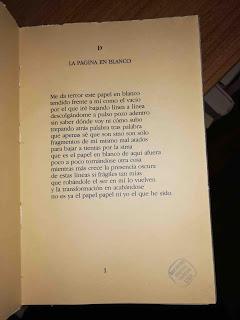 D
LA PÁGINA EN BLANCO
Me da terror este papel en blanco
tendido frente a mí como el vacío
por el que iré bajando línea a línea
descolgándome a pulso pozo adentro
sin saber dónde voy ni cómo subo
trepando atrás palabra tras palabra
que apenas sé que son sino son sólo
fragmentos de mí mismo mal atados
para bajar a tientas por la sima
que es el papel en blanco de aquí afuera
poco a poco tornándose otra cosa
mientras más crece la presencia oscura
de estas líneas si frágiles tan mías
que robándole el ser en mí lo vuelven
y la transformación en acabándose
no es ya el papel papel ni yo el que he sido.
1